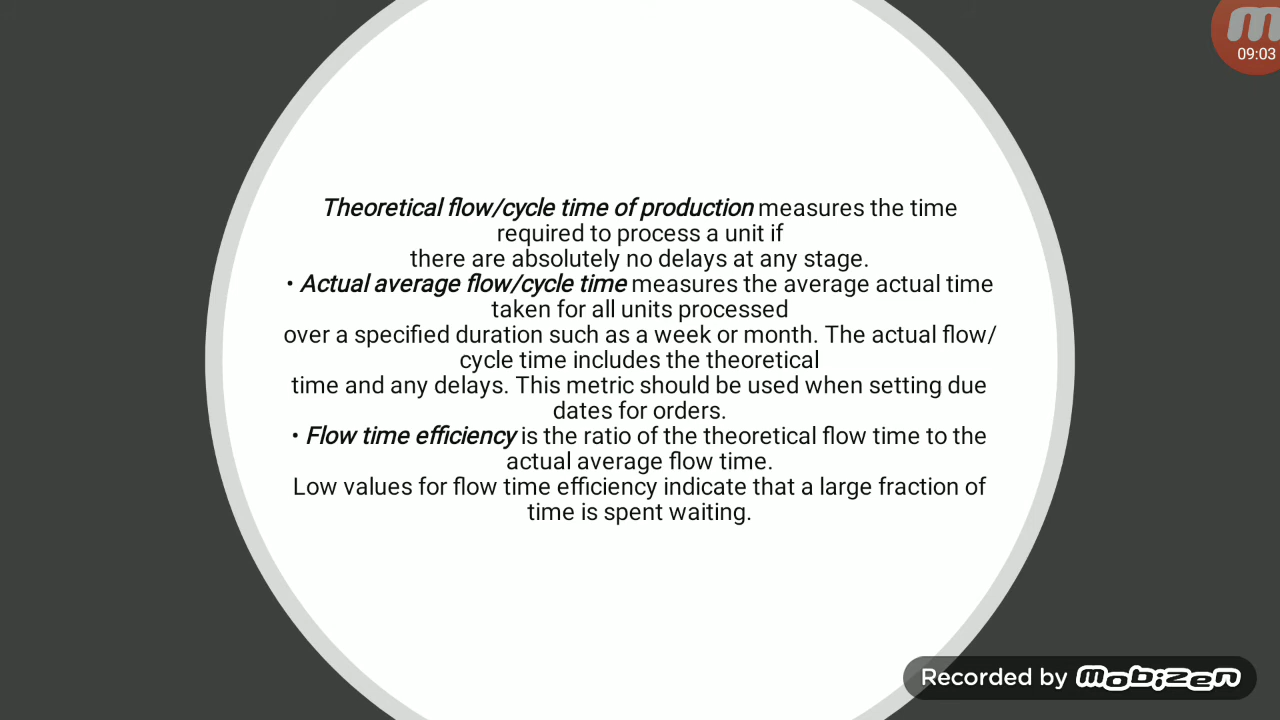 09:03
Theoretical flow/cycle time of production measures the time
required to process a unit if
there are absolutely no delays at any stage.
• Actual average flow/cycle time measures the average actual time
taken for all units processed
over a specified duration such as a week or month. The actual flow/
cycle time includes the theoretical
time and any delays. This metric should be used when setting due
dates for orders.
• Flow time efficiency is the ratio of the theoretical flow time to the
actual average flow time.
Low values for flow time efficiency indicate that a large fraction of
time is spent waiting.
Recorded by mobizen